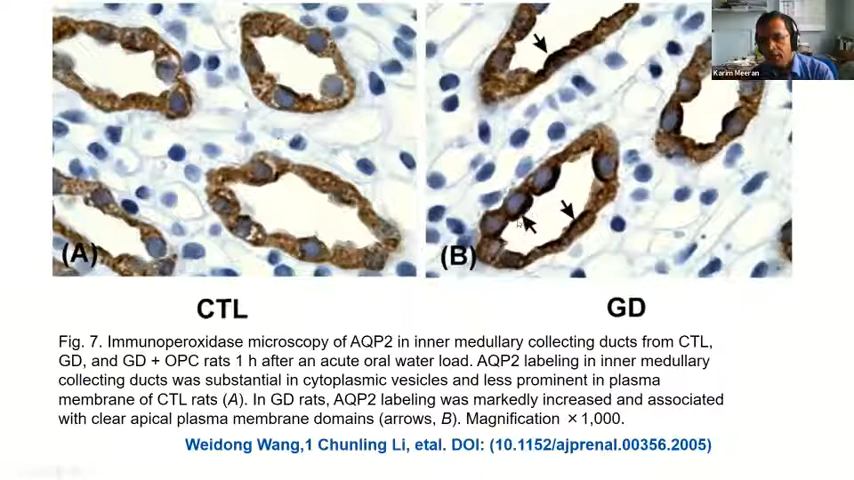 Karim Meeran
(A)
(B)
CTL
GD
Fig. 7. Immunoperoxidase microscopy of AQP2 in inner medullary collecting ducts from CTL,
GD, and GD + OPC rats 1 h after an acute oral water load. AQP2 labeling in inner medullary
collecting ducts was substantial in cytoplasmic vesicles and less prominent in plasma
membrane of CTL rats (A). In GD rats, AQP2 labeling was markedly increased and associated
with clear apical plasma membrane domains (arrows, B). Magnification ×1,000.
Weidong Wang,1 Chunling Li, etal. DOI: (10.1152/ajprenal.00356.2005)